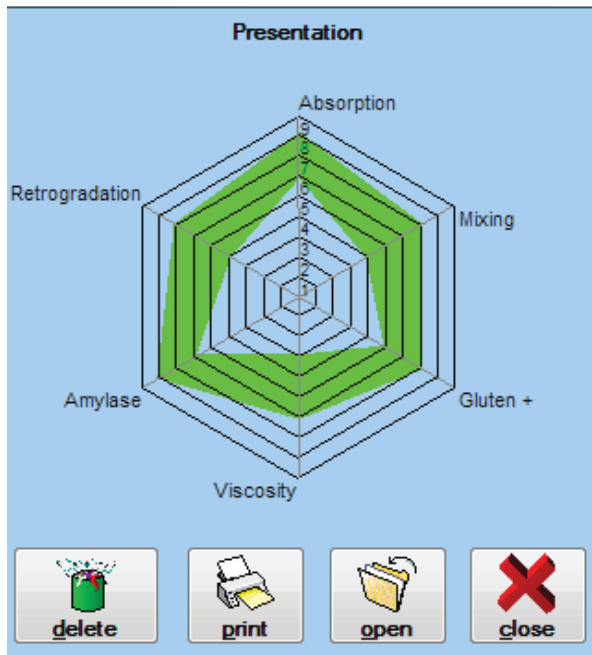 Presentation
Absorption
9
8
7
6
5
4
3
2
1
Retrogradation
Mixing
Amylase
Gluten +
Viscosity
delete
print
open
close